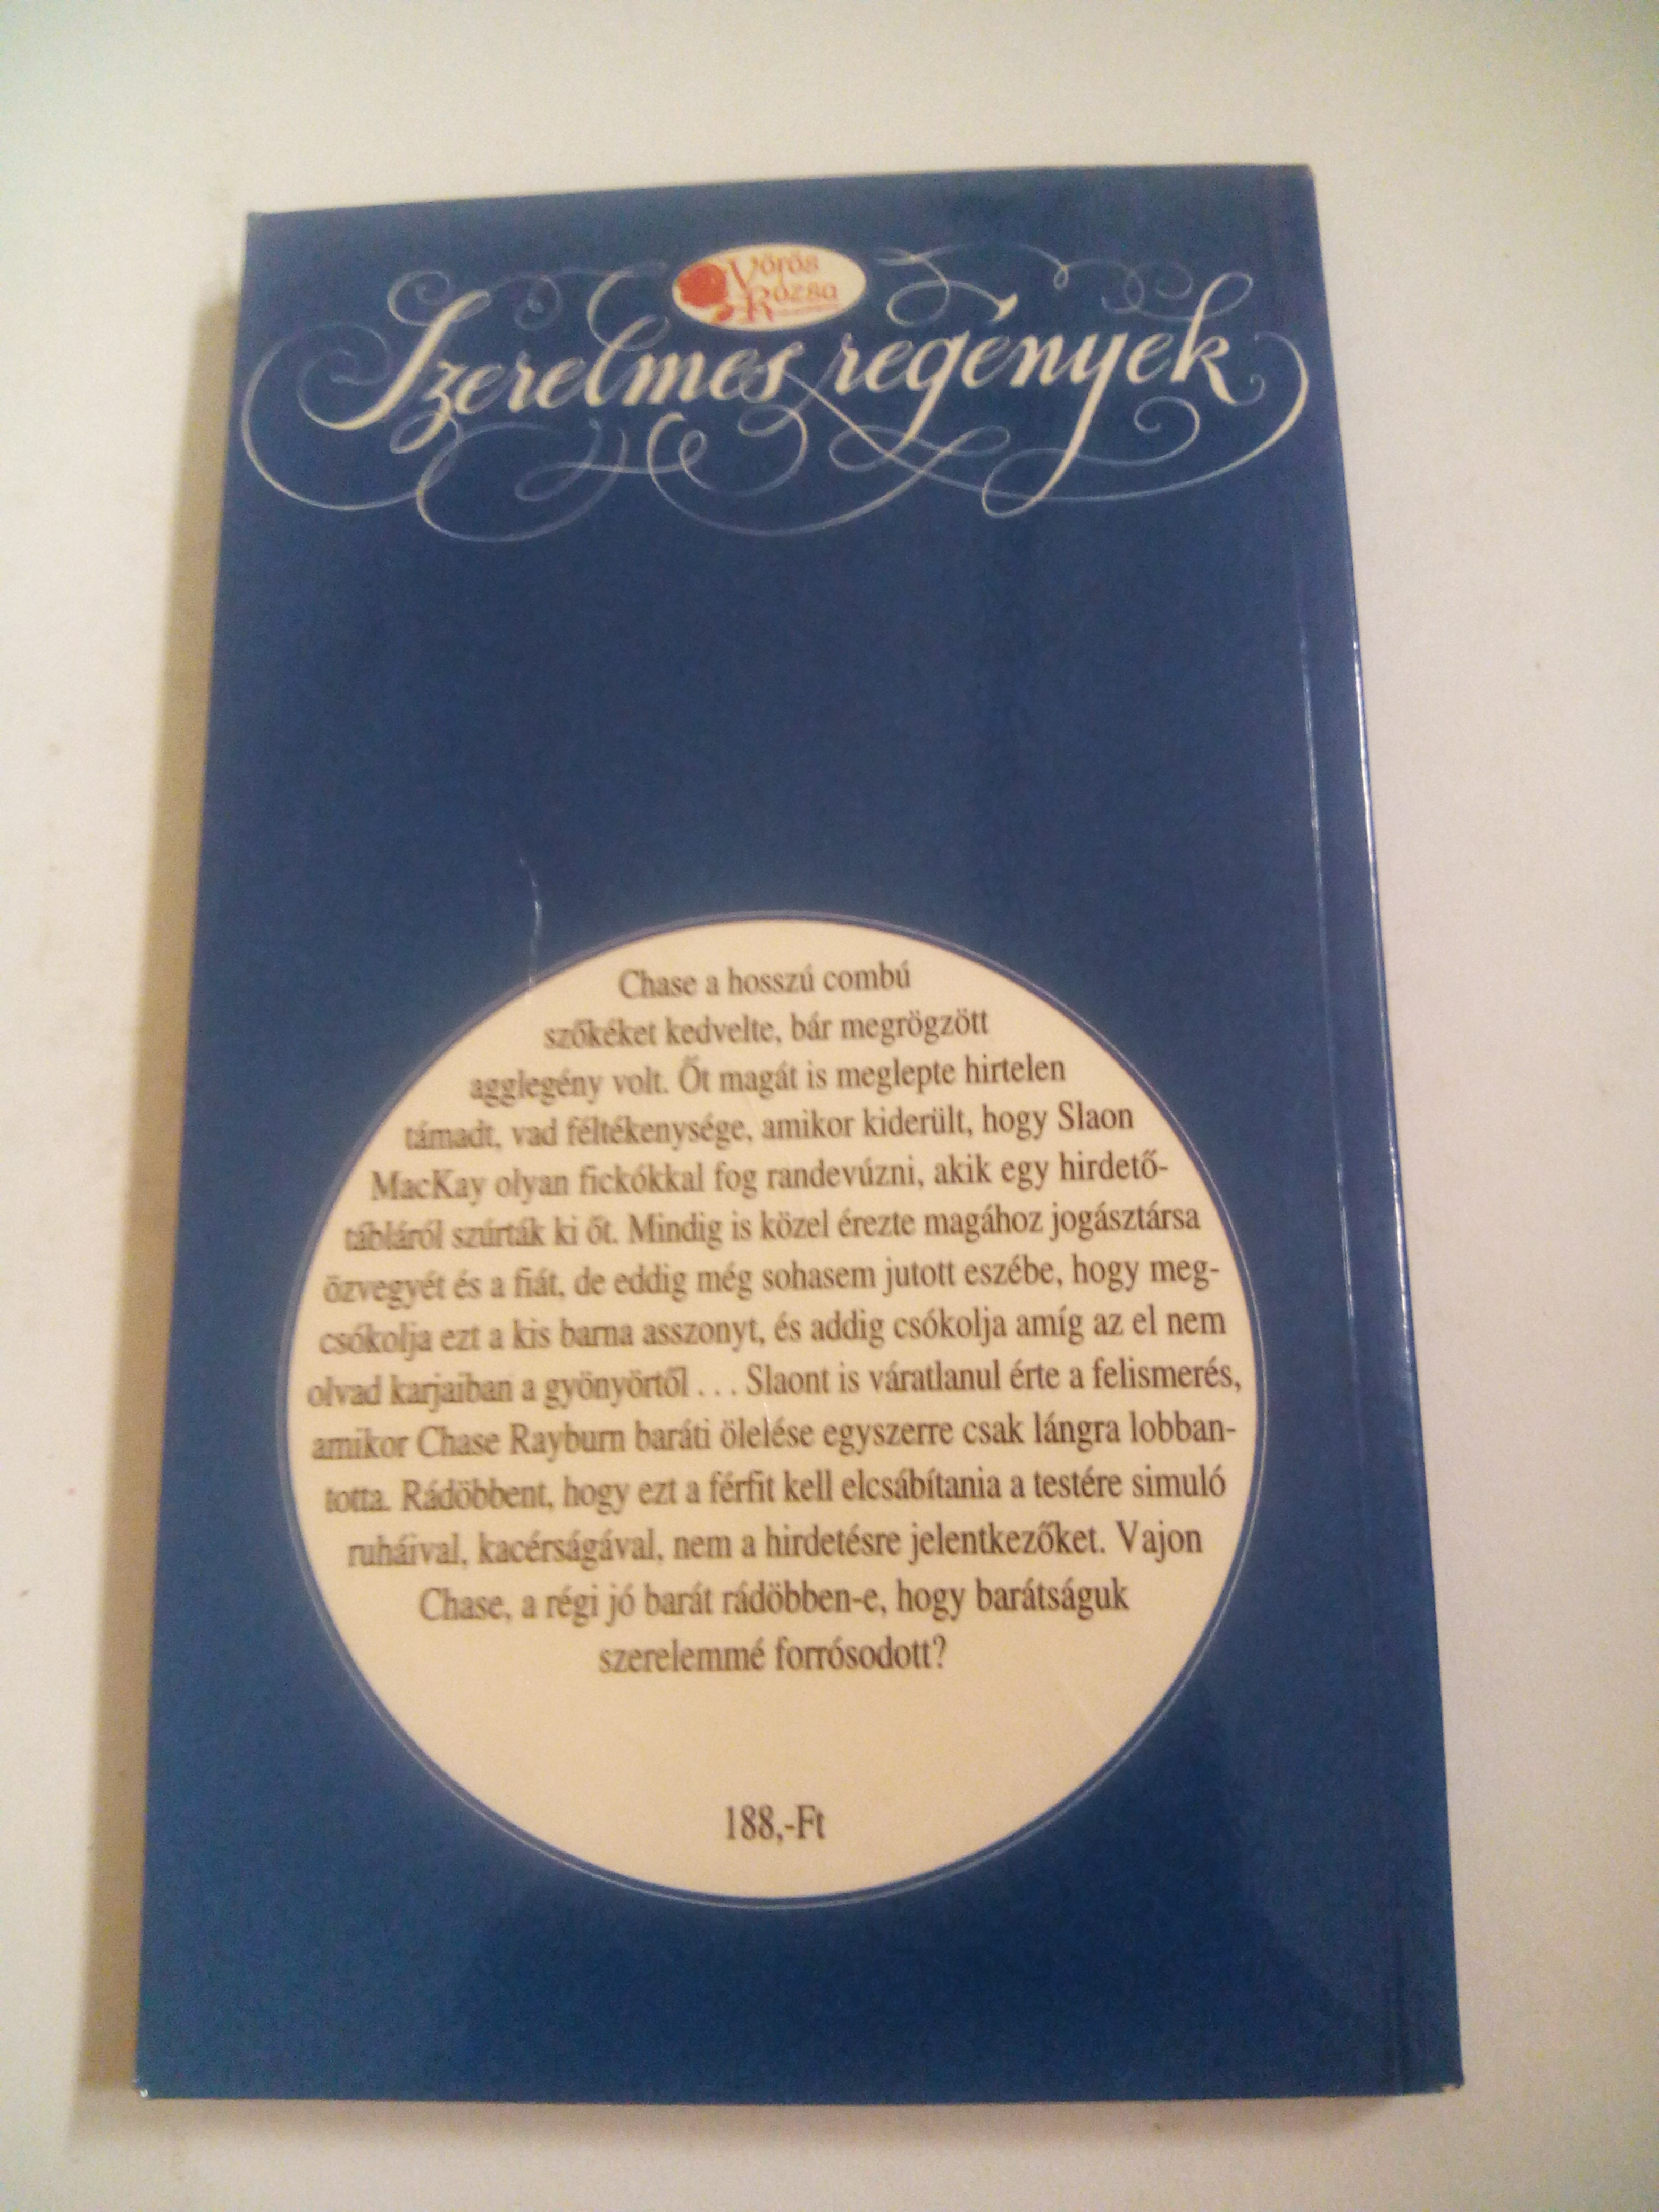 Vörös
Rózsa
Szerelmes regények
Chase a hosszú combú
szőkéket kedvelte, bár megrögzött
agglegény volt. Őt magát is meglepte hirtelen
támadt, vad féltékenysége, amikor kiderült, hogy Slaon
MacKay olyan fickókkal fog randevúzni, akik egy hirdető-
tábláról szúrták ki őt. Mindig is közel érezte magához jogásztársa
özvegyét és a fiát, de eddig még sohasem jutott eszébe, hogy meg-
csókolja ezt a kis barna asszonyt, és addig csókolja amíg az el nem
olvad karjaiban a gyönyörtől . . . Slaont is váratlanul érte a felismerés,
amikor Chase Rayburn baráti ölelése egyszerre csak lángra lobban-
totta. Rádöbbent, hogy ezt a férfit kell elcsábítania a testére simuló
ruháival, kacérságával, nem a hirdetésre jelentkezőket. Vajon
Chase, a régi jó barát rádöbben-e, hogy barátságuk
szerelemmé forrósodott?
188,-Ft